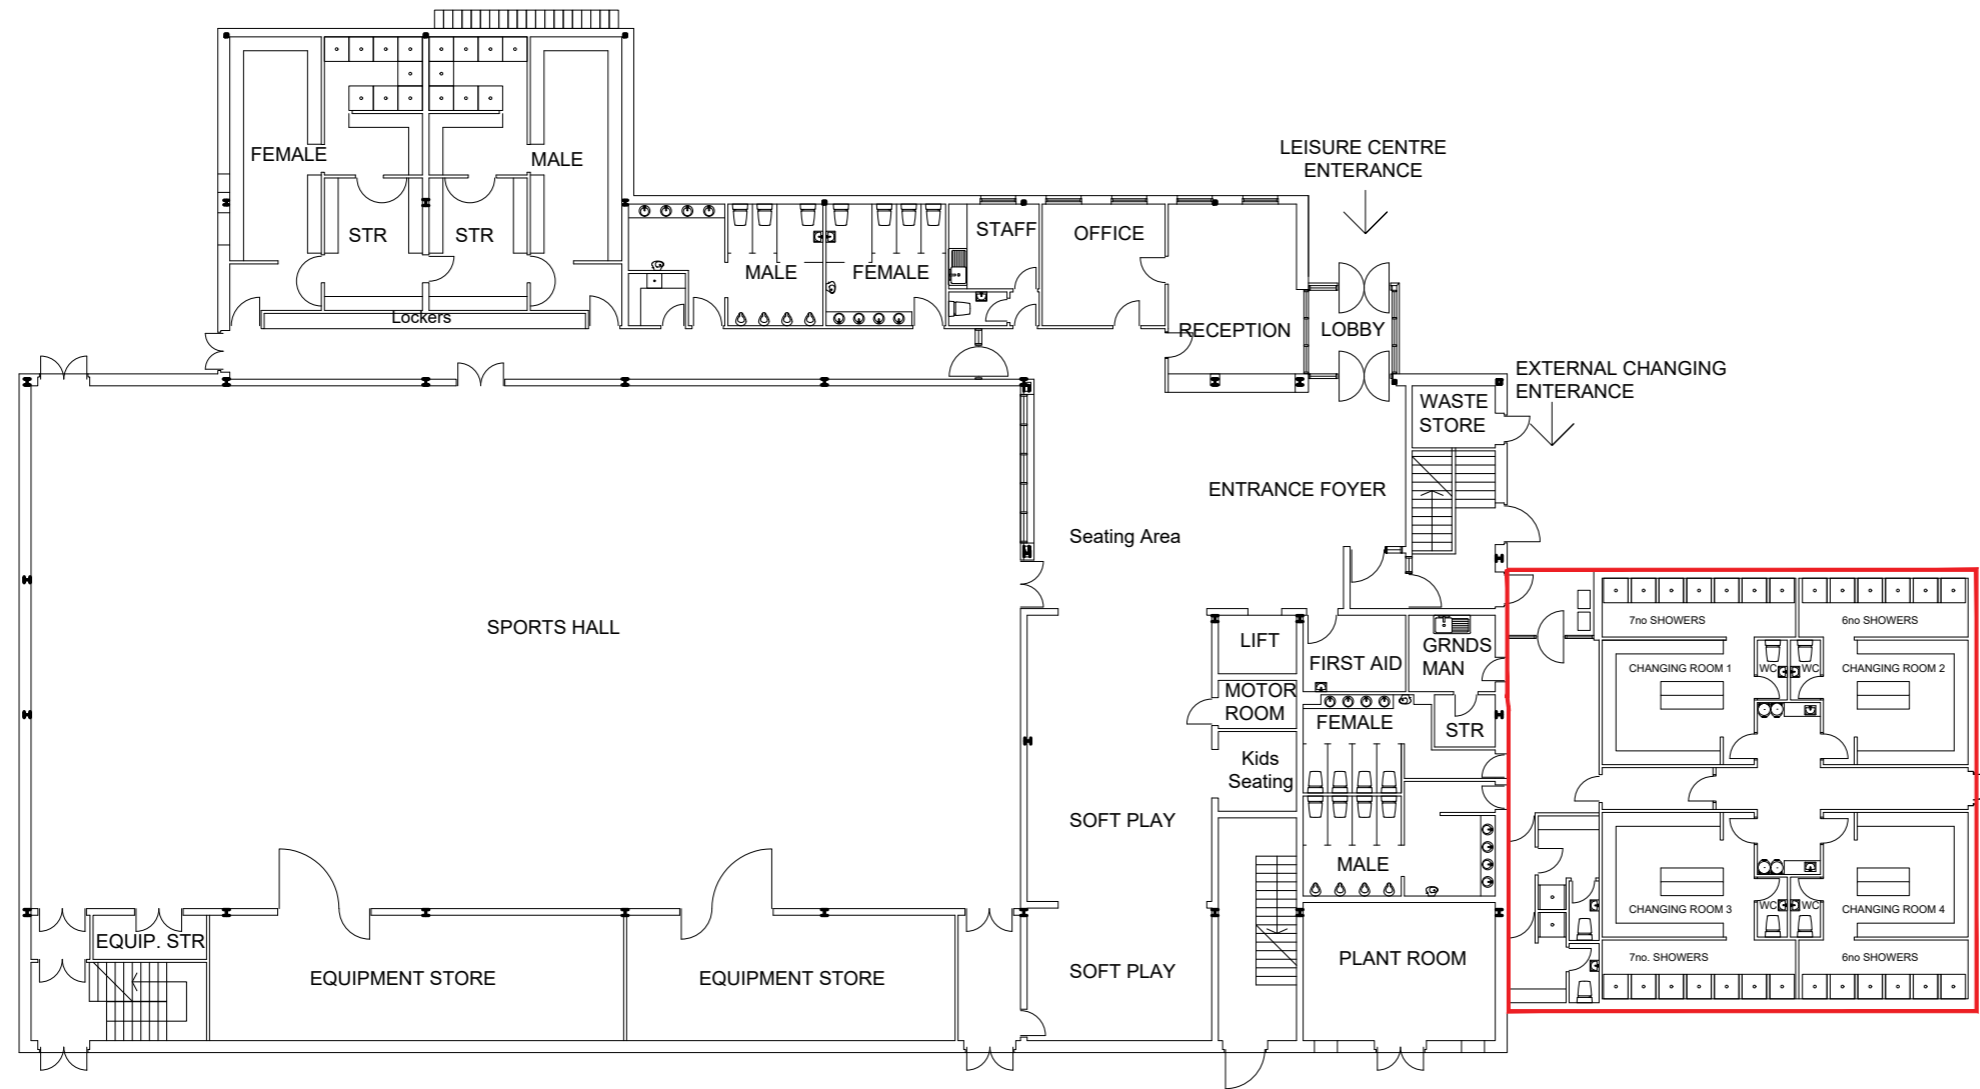 LEISURE CENTRE
ENTERANCE
FEMALE
MALE
STR
STR
Lockers
MALE
FEMALE
STAFF
OFFICE
RECEPTION
LOBBY
EXTERNAL CHANGING
ENTERANCE
WASTE
STORE
ENTRANCE FOYER
Seating Area
SPORTS HALL
LIFT
MOTOR
ROOM
Kids
Seating
FIRST AID
GRNDS
MAN
FEMALE
STR
MALE
SOFT PLAY
SOFT PLAY
PLANT ROOM
EQUIP. STR
EQUIPMENT STORE
EQUIPMENT STORE
7no SHOWERS
6no SHOWERS
CHANGING ROOM 1
WC
WC
CHANGING ROOM 2
CHANGING ROOM 3
WC
WC
CHANGING ROOM 4
7no. SHOWERS
6no SHOWERS